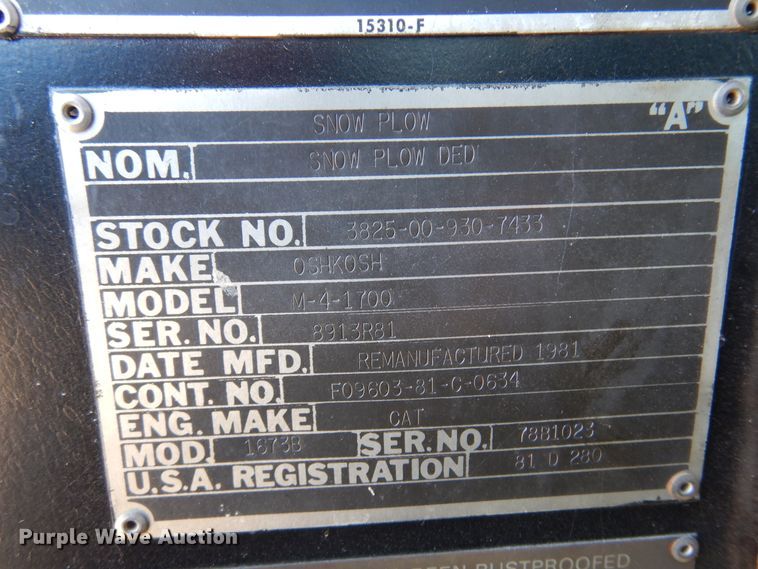 15310-F
SNOW PLOW "A"
NOM. SNOW PLOW DED
STOCK NO. 3825-00-930-7433
MAKE OSHKOSH
MODEL M-4-1700
SER. NO. 8913R81
DATE MFD. REMANUFACTURED 1981
CONT. NO. F09603-81-C-0634
ENG. MAKE CAT
MOD. 1673B SER. NO. 78B1023
U.S.A. REGISTRATION 81 D 280
Purple Wave Auction
RUSTPROOFED